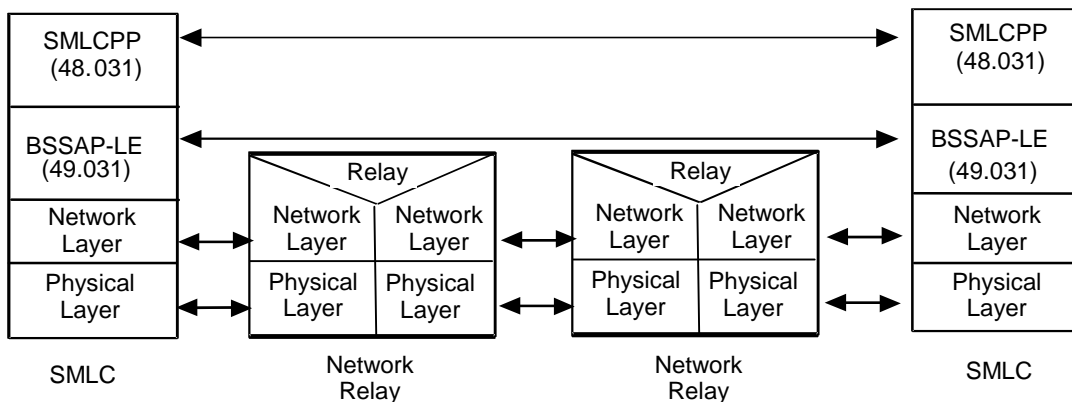 SMLCPP
(48.031)
BSSAP-LE
(49.031)
Network
Layer
Physical
Layer
SMLC
Relay
Network
Layer
Network
Layer
Physical
Layer
Physical
Layer
Network
Relay
Relay
Network
Layer
Network
Layer
Physical
Layer
Physical
Layer
Network
Relay
SMLCPP
(48.031)
BSSAP-LE
(49.031)
Network
Layer
Physical
Layer
SMLC